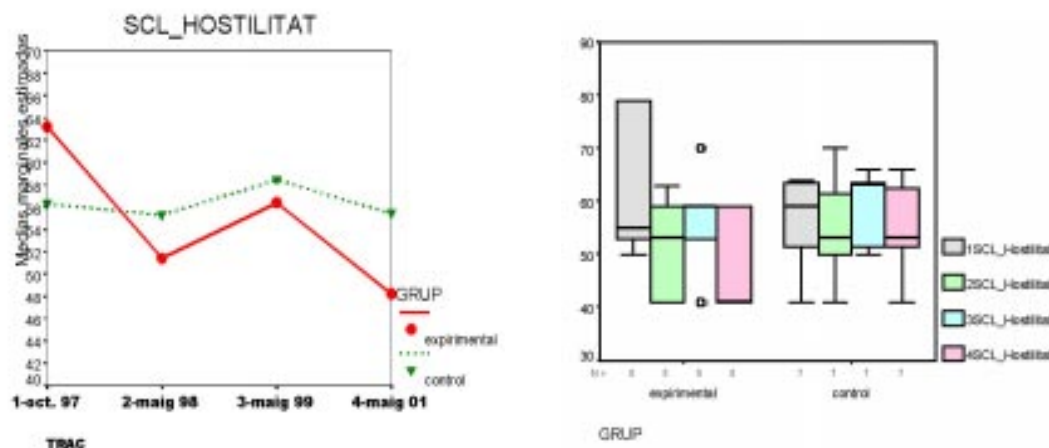 SCL_HOSTILITAT
Medias marginales estimadas
70
68
66
64
62
60
58
56
54
52
50
48
46
44
42
40
1-oct. 97 2-maig 98 3-maig 99 4-maig 01
TRAC
GRUP
expirimental
control
90
80
70
60
50
40
30
N =
expirimental control
GRUP
1SCL_Hostilitat
2SCL_Hostilitat
3SCL_Hostilitat
4SCL_Hostilitat